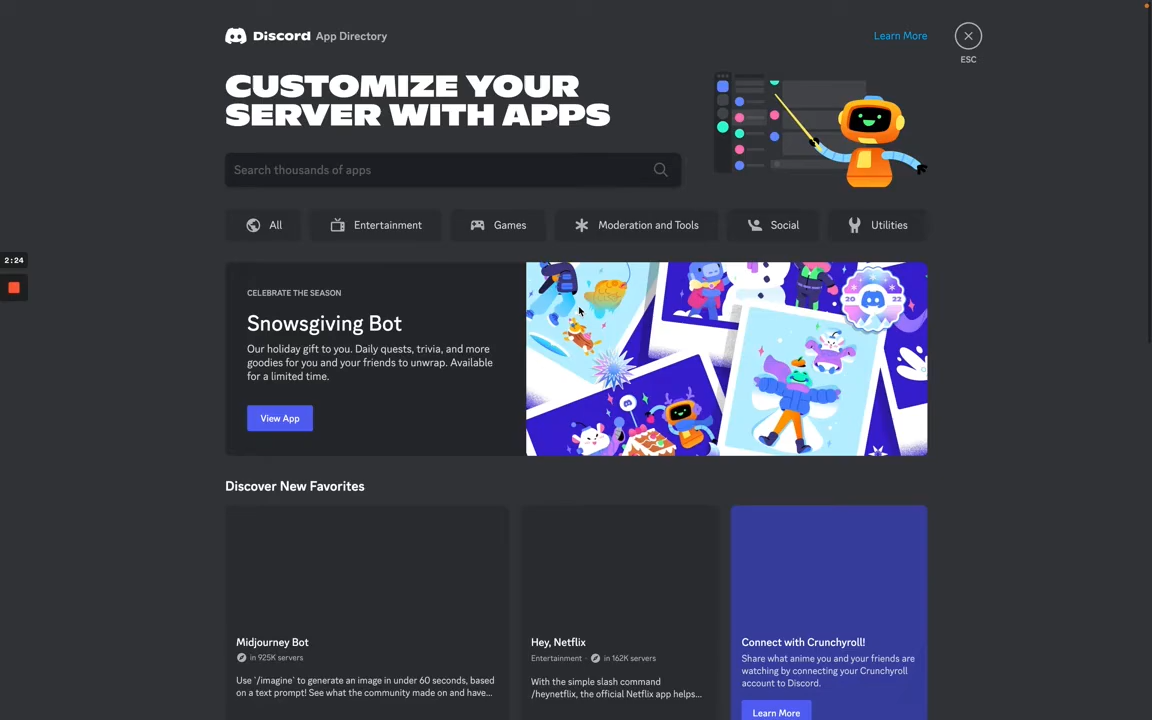 Discord App Directory
Learn More
ESC
CUSTOMIZE YOUR
SERVER WITH APPS
Search thousands of apps
All
Entertainment
Games
Moderation and Tools
Social
Utilities
2:24
CELEBRATE THE SEASON
Snowsgiving Bot
Our holiday gift to you. Daily quests, trivia, and more
goodies for you and your friends to unwrap. Available
for a limited time.
View App
20 22
Discover New Favorites
Midjourney Bot
in 925K servers
Use `/imagine` to generate an image in under 60 seconds, based
on a text prompt! See what the community made on and have...
Hey, Netflix
Entertainment · in 162K servers
With the simple slash command
/heynetflix, the official Netflix app helps...
Connect with Crunchyroll!
Share what anime you and your friends are
watching by connecting your Crunchyroll
account to Discord.
Learn More